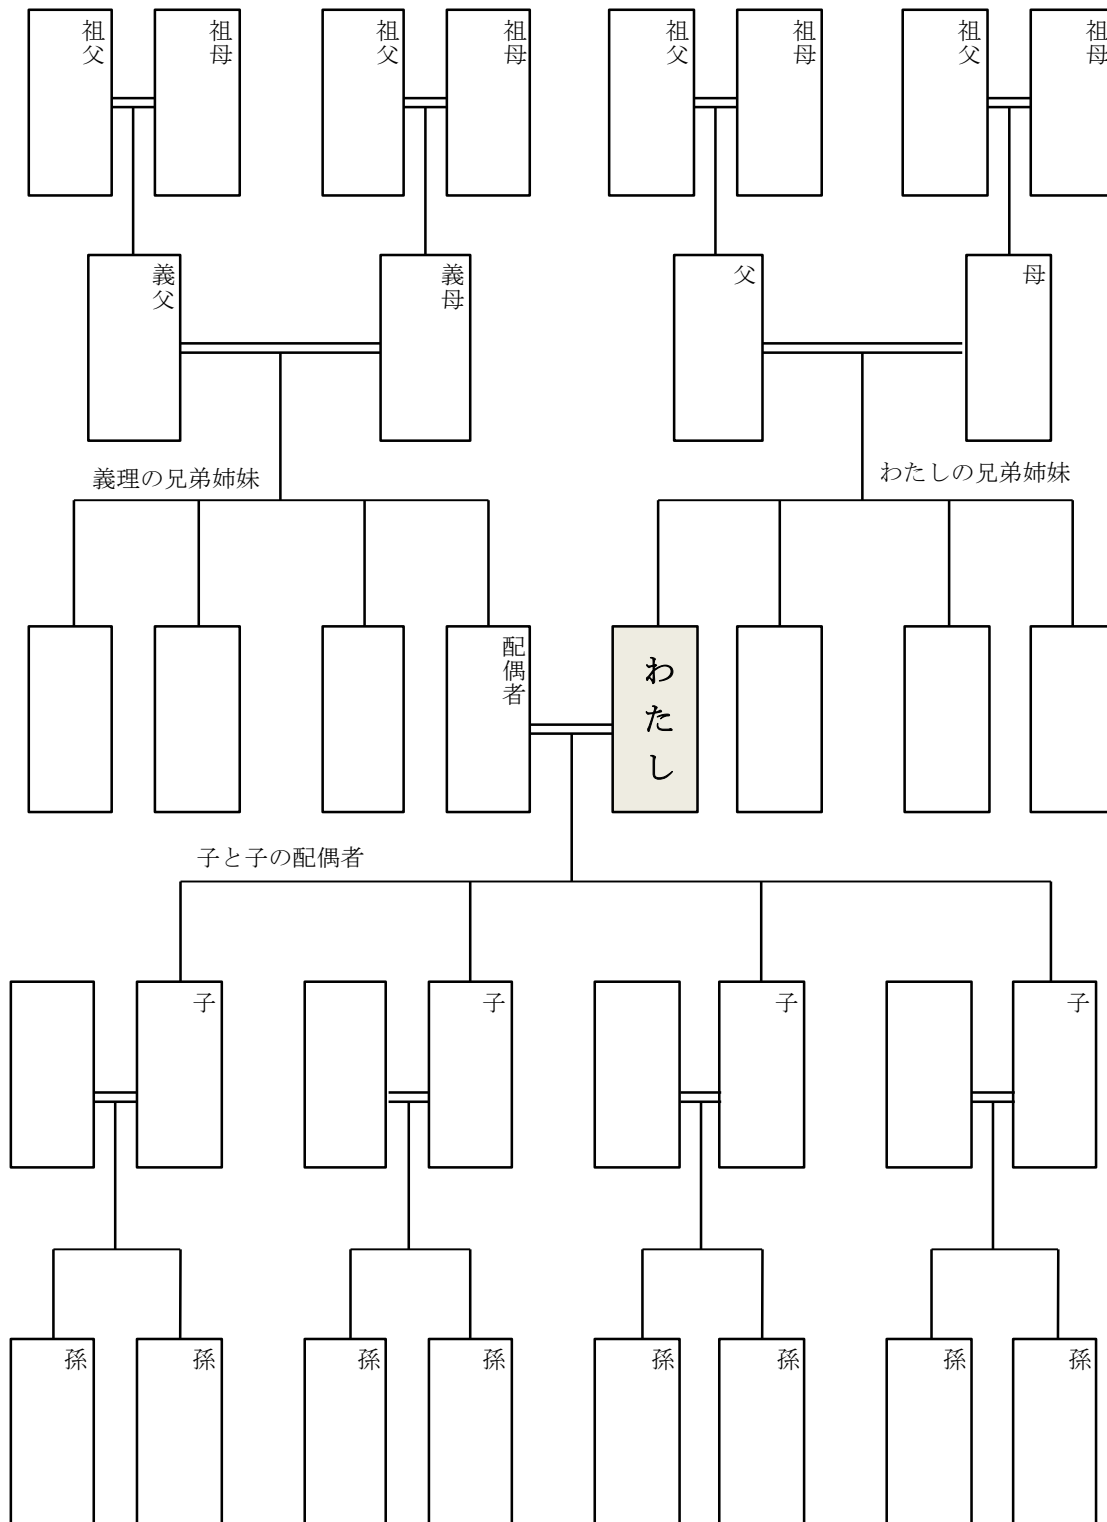 祖父
祖母
祖父
祖母
祖父
祖母
祖父
祖母
義父
義母
父
母
義理の兄弟姉妹
わたしの兄弟姉妹
配偶者
わたし
子と子の配偶者
子
子
子
子
孫
孫
孫
孫
孫
孫
孫
孫